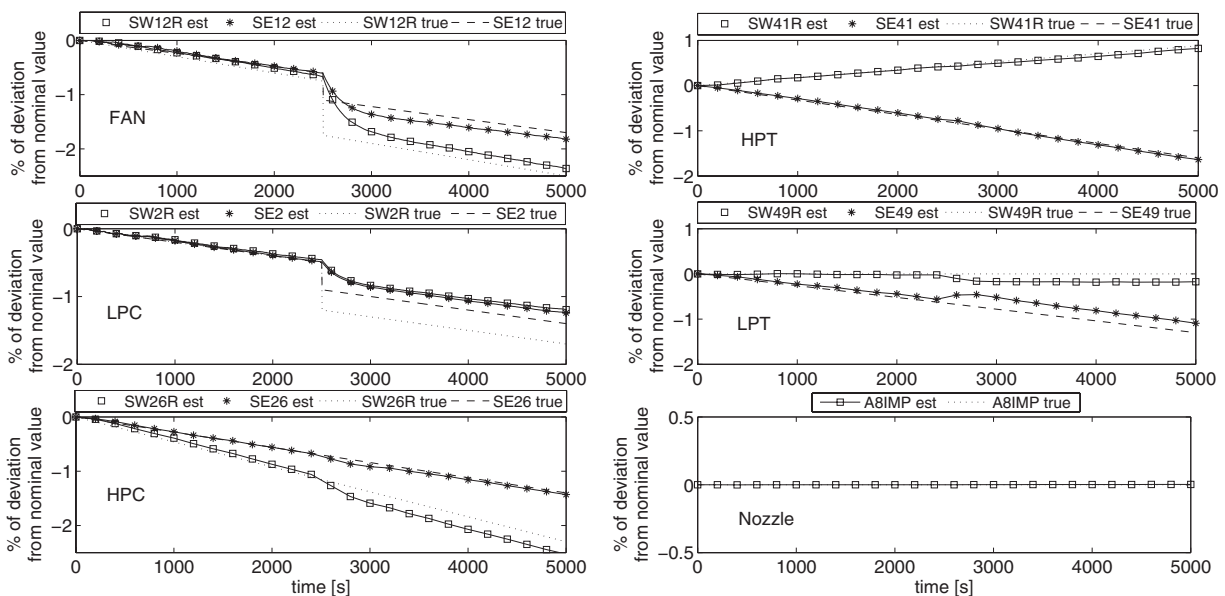 SW12R est SE12 est SW12R true SE12 true
0
−1
−2
% of deviation
from nominal value
FAN
0 1000 2000 3000 4000 5000
SW2R est SE2 est SW2R true SE2 true
0
−1
−2
% of deviation
from nominal value
LPC
0 1000 2000 3000 4000 5000
SW26R est SE26 est SW26R true SE26 true
0
−1
−2
% of deviation
from nominal value
HPC
0 1000 2000 3000 4000 5000
time [s]
SW41R est SE41 est SW41R true SE41 true
1
0
−1
−2
% of deviation
from nominal value
HPT
0 1000 2000 3000 4000 5000
SW49R est SE49 est SW49R true SE49 true
1
0
−1
−2
% of deviation
from nominal value
LPT
0 1000 2000 3000 4000 5000
A8IMP est A8IMP true
0.5
0
−0.5
% of deviation
from nominal value
Nozzle
0 1000 2000 3000 4000 5000
time [s]